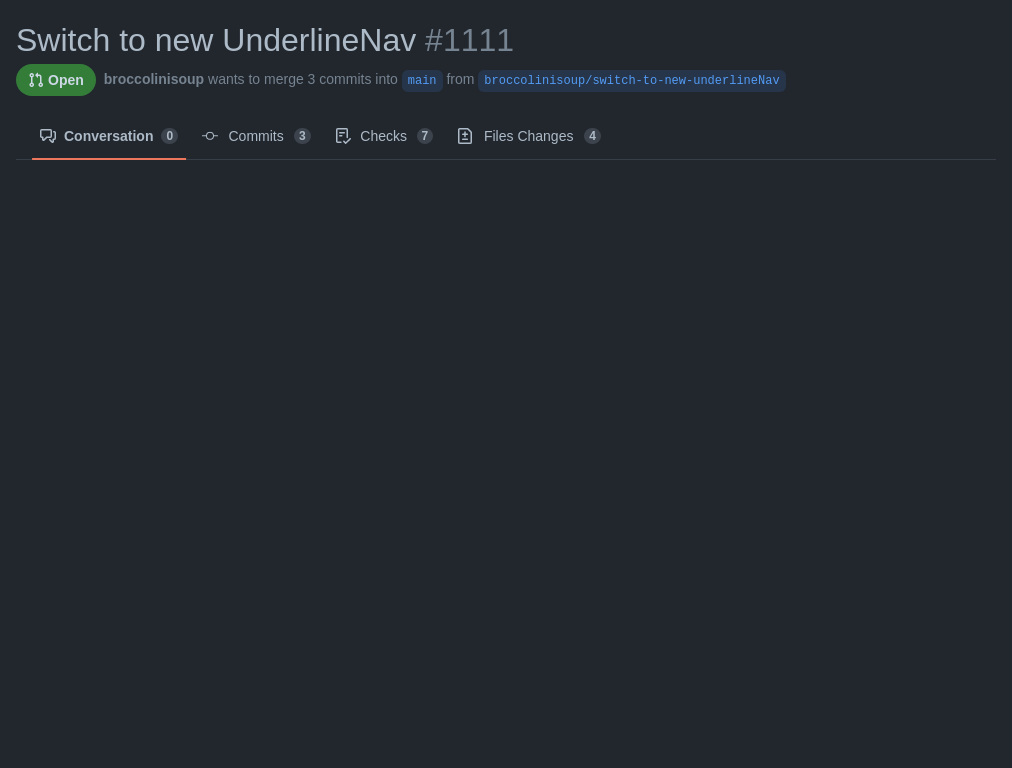 Switch to new UnderlineNav #1111
Open broccolinisoup wants to merge 3 commits into main from broccolinisoup/switch-to-new-underlineNav
Conversation 0 Commits 3 Checks 7 Files Changes 4